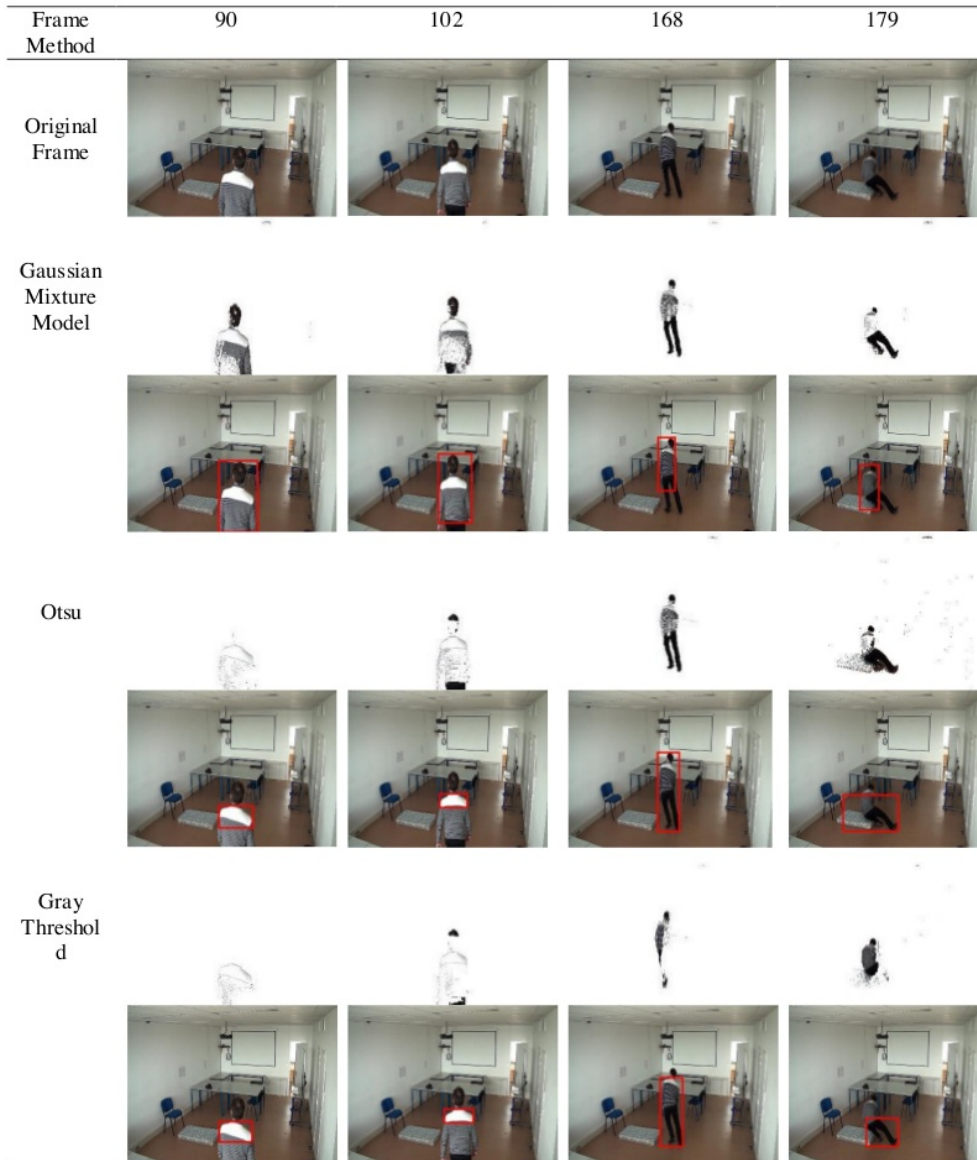 Frame 90 102 168 179
Method
Original
Frame
Gaussian
Mixture
Model
Otsu
Gray
Threshol
d